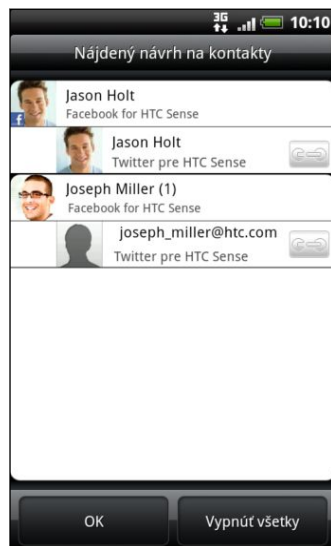 3G 10:10
Nájdený návrh na kontakty
Jason Holt
Facebook for HTC Sense
Jason Holt
Twitter pre HTC Sense
Joseph Miller (1)
Facebook for HTC Sense
joseph_miller@htc.com
Twitter pre HTC Sense
OK Vypnúť všetky